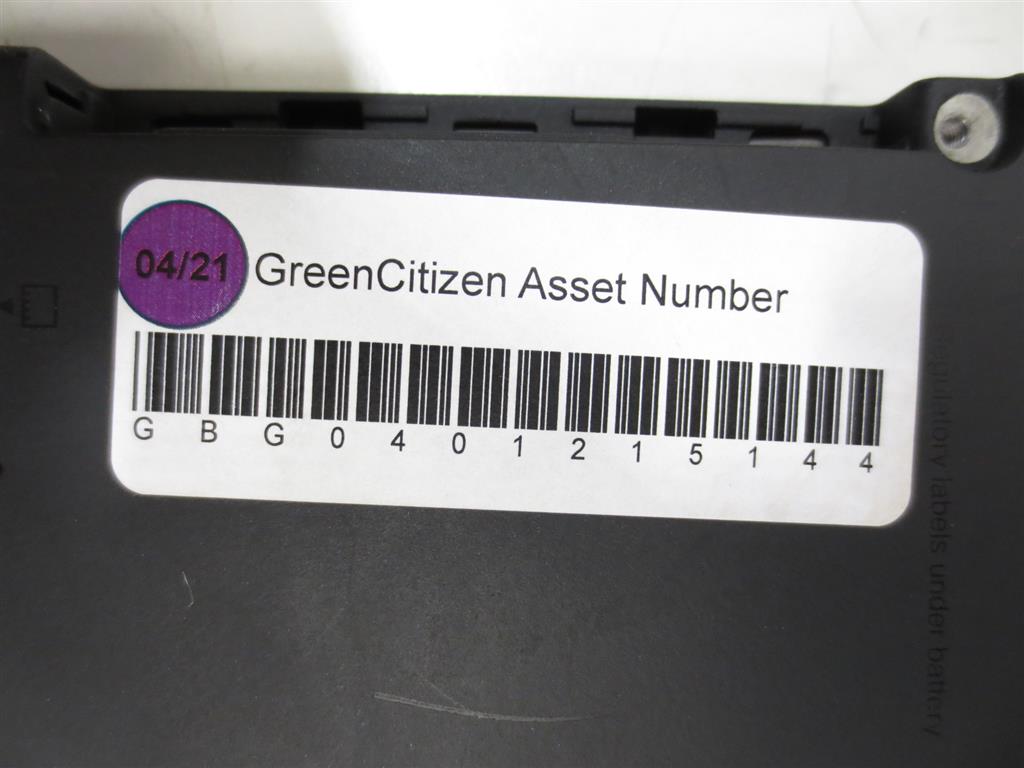 04/21
GreenCitizen Asset Number
G B G 0 4 0 1 2 1 5 1 4 4
regulatory labels under battery